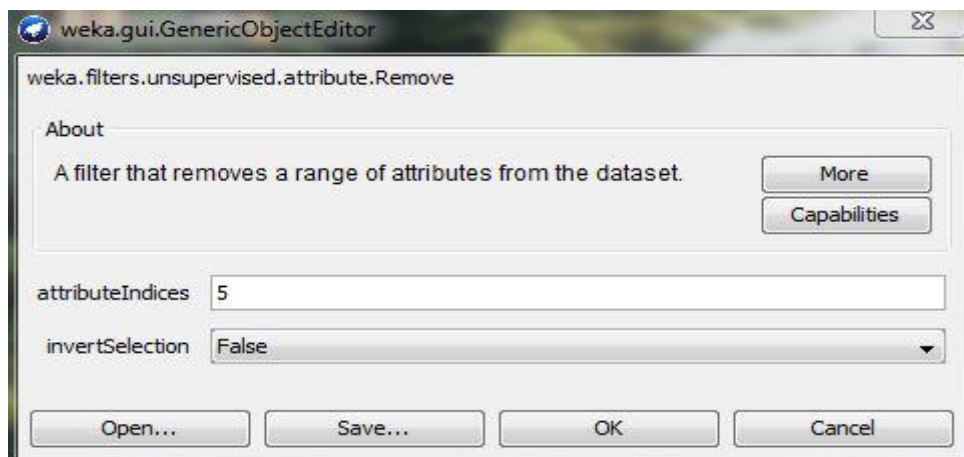 weka.gui.GenericObjectEditor
weka.filters.unsupervised.attribute.Remove
About
A filter that removes a range of attributes from the dataset.
More
Capabilities
attributeIndices 5
invertSelection False
Open... Save... OK Cancel